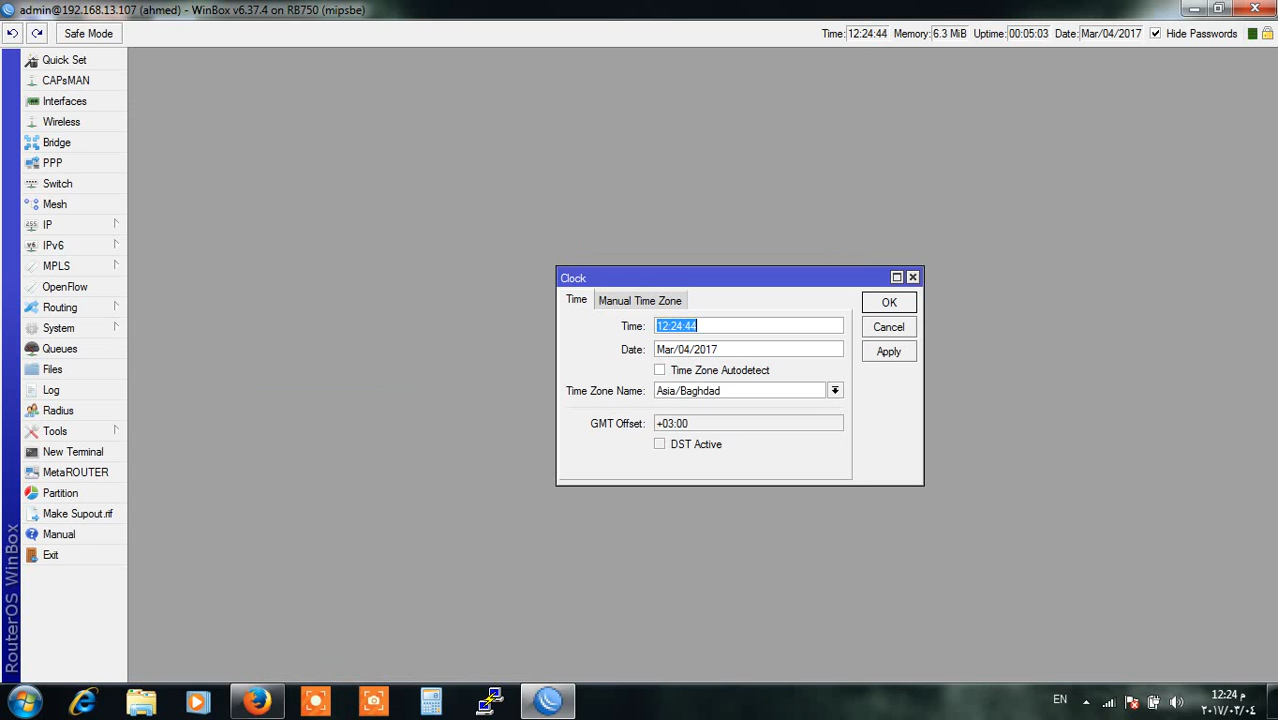 admin@192.168.13.107 (ahmed) - WinBox v6.37.4 on RB750 (mipsbe)
Safe Mode
Time: 12:24:44 Memory: 6.3 MiB Uptime: 00:05:03 Date: Mar/04/2017 Hide Passwords
Quick Set
CAPsMAN
Interfaces
Wireless
Bridge
PPP
Switch
Mesh
IP
IPv6
MPLS
OpenFlow
Routing
System
Queues
Files
Log
Radius
Tools
New Terminal
MetaROUTER
Partition
Make Supout.rif
Manual
Exit
RouterOS WinBox
Clock
Time Manual Time Zone
Time: 12:24:44
Date: Mar/04/2017
Time Zone Autodetect
Time Zone Name: Asia/Baghdad
GMT Offset: +03:00
DST Active
OK
Cancel
Apply
EN
12:24 م
٢٠١٧/٠٣/٠٤